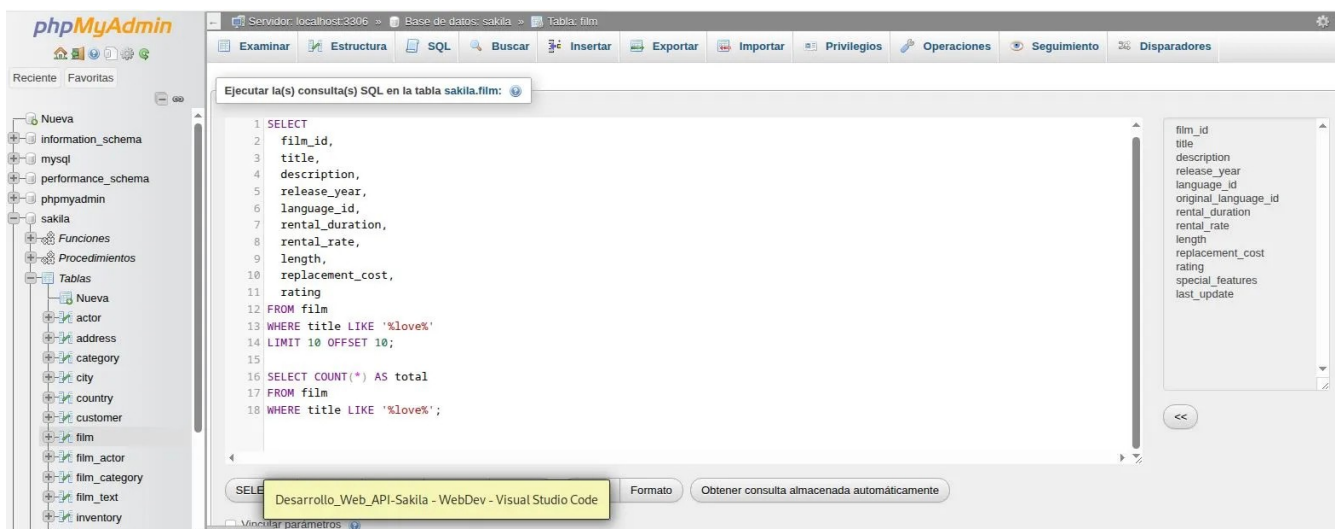 phpMyAdmin
Reciente Favoritas
Nueva
information_schema
mysql
performance_schema
phpmyadmin
sakila
Funciones
Procedimientos
Tablas
Nueva
actor
address
category
city
country
customer
film
film_actor
film_category
film_text
inventory
Servidor: localhost:3306 » Base de datos: sakila » Tabla: film
Examinar Estructura SQL Buscar Insertar Exportar Importar Privilegios Operaciones Seguimiento Disparadores
Ejecutar la(s) consulta(s) SQL en la tabla sakila.film:
1 SELECT
2 film_id,
3 title,
4 description,
5 release_year,
6 language_id,
7 rental_duration,
8 rental_rate,
9 length,
10 replacement_cost,
11 rating
12 FROM film
13 WHERE title LIKE '%love%'
14 LIMIT 10 OFFSET 10;
15
16 SELECT COUNT(*) AS total
17 FROM film
18 WHERE title LIKE '%love%';
film_id
title
description
release_year
language_id
original_language_id
rental_duration
rental_rate
length
replacement_cost
rating
special_features
last_update
<<
SELE Formato Obtener consulta almacenada automáticamente
Desarrollo_Web_API-Sakila - WebDev - Visual Studio Code
Vincular parámetros